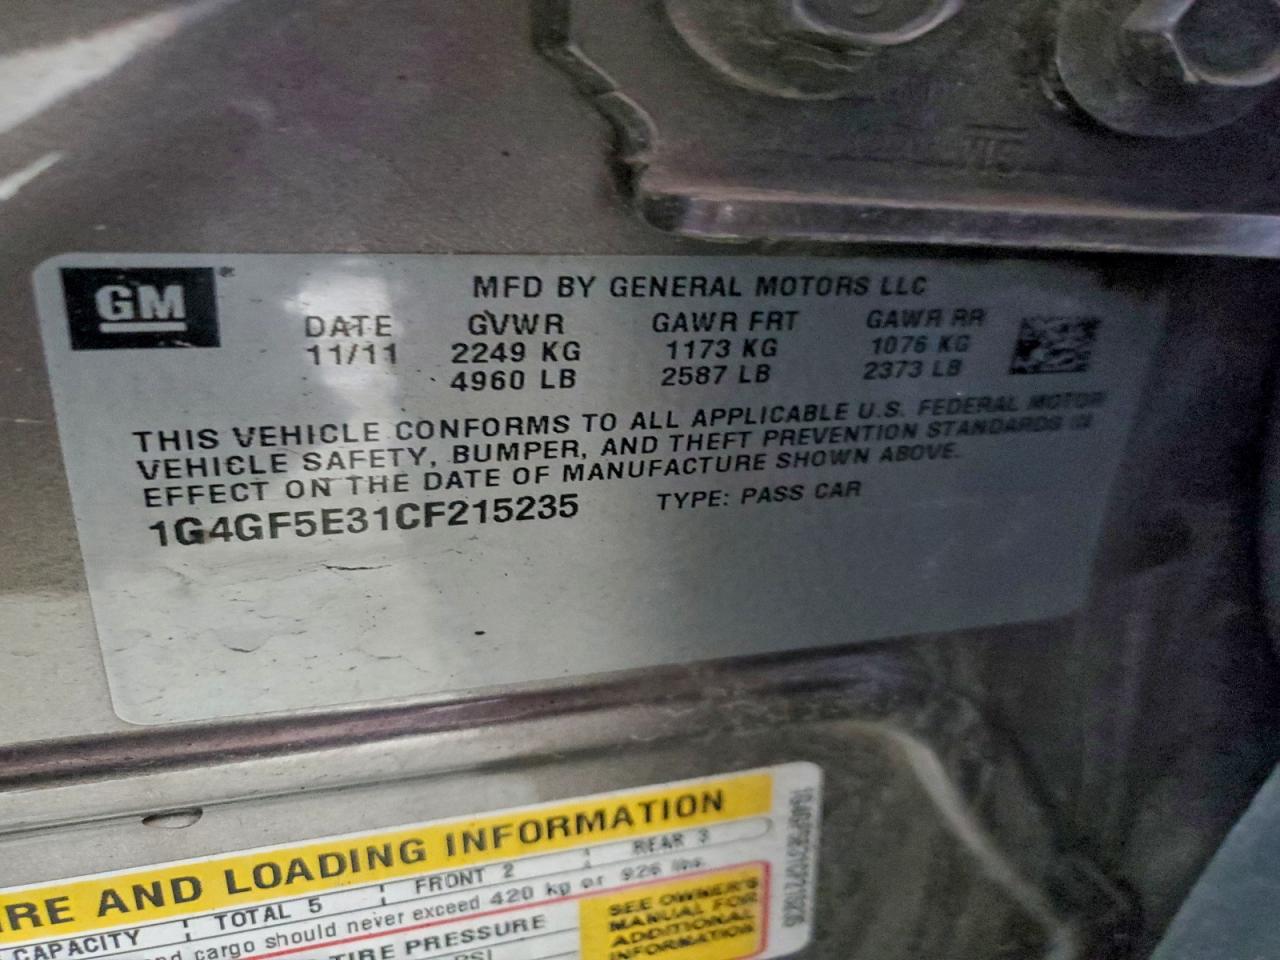 GM®
MFD BY GENERAL MOTORS LLC
DATE GVWR GAWR FRT GAWR RR
11/11 2249 KG 1173 KG 1076 KG
4960 LB 2587 LB 2373 LB
THIS VEHICLE CONFORMS TO ALL APPLICABLE U.S. FEDERAL MOTOR
VEHICLE SAFETY, BUMPER, AND THEFT PREVENTION STANDARDS IN
EFFECT ON THE DATE OF MANUFACTURE SHOWN ABOVE.
1G4GF5E31CF215235 TYPE: PASS CAR
IRE AND LOADING INFORMATION
CAPACITY TOTAL 5 FRONT 2 REAR 3
d cargo should never exceed 420 kg or 926 lbs.
TIRE PRESSURE
PSI
SEE OWNER'S
MANUAL FOR
ADDITIONAL
INFORMATION
1G4GF5E31CF215235